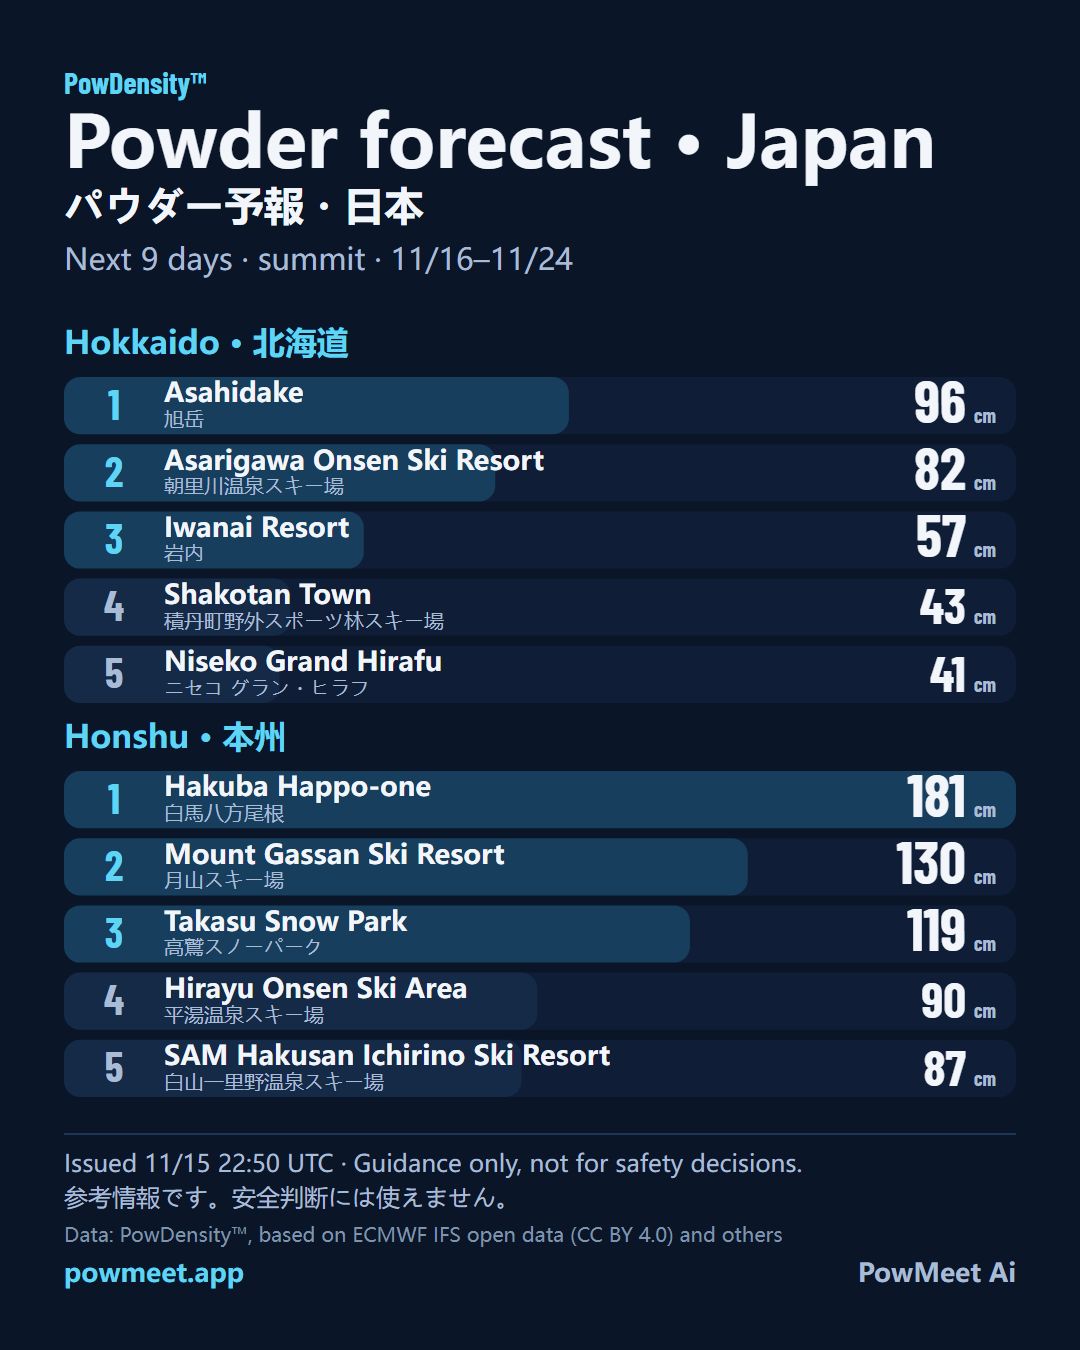 PowDensity™
Powder forecast • Japan
パウダー予報・日本
Next 9 days · summit · 11/16–11/24
Hokkaido • 北海道
1
Asahidake
旭岳
96 cm
2
Asarigawa Onsen Ski Resort
朝里川温泉スキー場
82 cm
3
Iwanai Resort
岩内
57 cm
4
Shakotan Town
積丹町野外スポーツ林スキー場
43 cm
5
Niseko Grand Hirafu
ニセコ グラン・ヒラフ
41 cm
Honshu • 本州
1
Hakuba Happo-one
白馬八方尾根
181 cm
2
Mount Gassan Ski Resort
月山スキー場
130 cm
3
Takasu Snow Park
高鷲スノーパーク
119 cm
4
Hirayu Onsen Ski Area
平湯温泉スキー場
90 cm
5
SAM Hakusan Ichirino Ski Resort
白山一里野温泉スキー場
87 cm
Issued 11/15 22:50 UTC · Guidance only, not for safety decisions.
参考情報です。安全判断には使えません。
Data: PowDensity™, based on ECMWF IFS open data (CC BY 4.0) and others
powmeet.app
PowMeet Ai